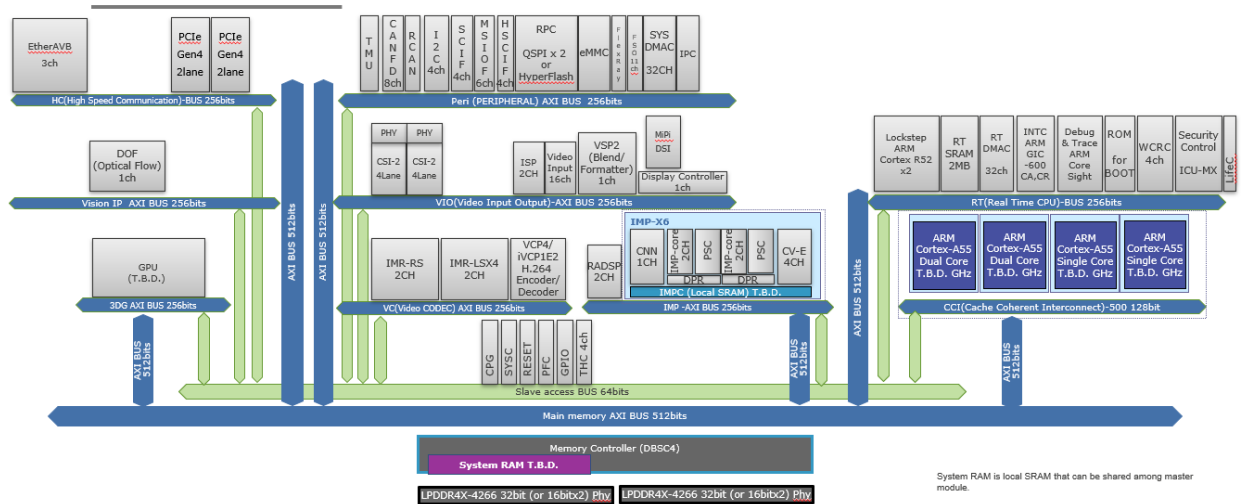 EtherAVB
3ch
PCIe
Gen4
2lane
PCIe
Gen4
2lane
HC(High Speed Communication)-BUS 256bits
TMU
CANFD
8ch
RCAN
I2C
4ch
SCIF
4ch
MSIOF
6ch
HSCIF
4ch
RPC
QSPI x 2
or
HyperFlash
eMMC
FlexRay
FSO
11ch
SYS
DMAC
32CH
IPC
Peri (PERIPHERAL) AXI BUS 256bits
DOF
(Optical Flow)
1ch
Vision IP AXI BUS 256bits
PHY
PHY
CSI-2
4Lane
CSI-2
4Lane
ISP
2CH
Video
Input
16ch
VSP2
(Blend/
Formatter)
1ch
MiPi
DSI
Display Controller
1ch
VIO(Video Input Output)-AXI BUS 256bits
Lockstep
ARM
Cortex R52
x2
RT
SRAM
2MB
RT
DMAC
32ch
INTC
ARM
GIC
-600
CA,CR
Debug
& Trace
ARM
Core
Sight
ROM
for
BOOT
WCRC
4ch
Security
Control
ICU-MX
LifeC
RT(Real Time CPU)-BUS 256bits
AXI BUS 512bits
AXI BUS 512bits
AXI BUS 512bits
GPU
(T.B.D.)
3DG AXI BUS 256bits
IMR-RS
2CH
IMR-LSX4
2CH
VCP4/
iVCP1E2
H.264
Encoder/
Decoder
VC(Video CODEC) AXI BUS 256bits
IMP-X6
RADSP
2CH
CNN
1CH
IMP-core
2CH
PSC
IMP-core
2CH
PSC
CV-E
4CH
DPR
DPR
IMPC (Local SRAM) T.B.D.
IMP -AXI BUS 256bits
ARM
Cortex-A55
Dual Core
T.B.D. GHz
ARM
Cortex-A55
Dual Core
T.B.D. GHz
ARM
Cortex-A55
Single Core
T.B.D. GHz
ARM
Cortex-A55
Single Core
T.B.D. GHz
CCI(Cache Coherent Interconnect)-500 128bit
AXI BUS
512bits
CPG
SYSC
RESET
PFC
GPIO
THC 4ch
AXI BUS
512bits
AXI BUS
512bits
Slave access BUS 64bits
Main memory AXI BUS 512bits
Memory Controller (DBSC4)
System RAM T.B.D.
LPDDR4X-4266 32bit (or 16bitx2) Phy
LPDDR4X-4266 32bit (or 16bitx2) Phy
System RAM is local SRAM that can be shared among master
module.